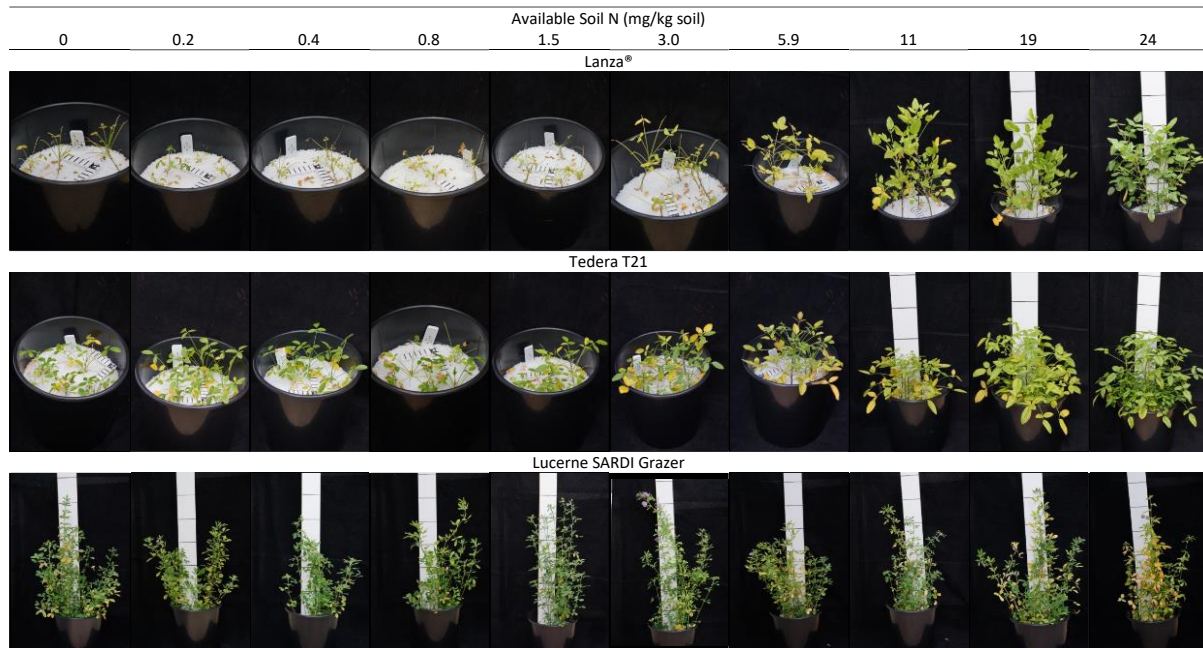 Available Soil N (mg/kg soil)
0 0.2 0.4 0.8 1.5 3.0 5.9 11 19 24
Lanza®
Tedera T21
Lucerne SARDI Grazer